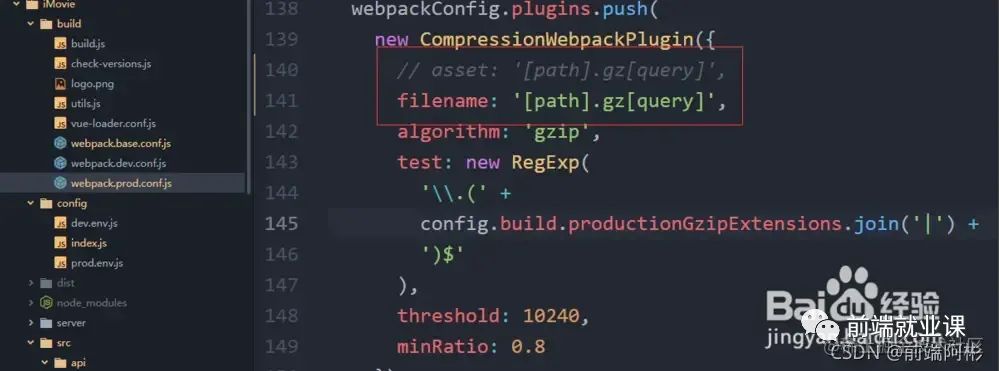 iMovie
build
build.js
check-versions.js
logo.png
utils.js
vue-loader.conf.js
webpack.base.conf.js
webpack.dev.conf.js
webpack.prod.conf.js
config
dev.env.js
index.js
prod.env.js
dist
node_modules
server
src
api
138 webpackConfig.plugins.push(
139 new CompressionWebpackPlugin({
140 // asset: '[path].gz[query]',
141 filename: '[path].gz[query]',
142 algorithm: 'gzip',
143 test: new RegExp(
144 '\\.(' +
145 config.build.productionGzipExtensions.join('|') +
146 ')$'
147 ),
148 threshold: 10240,
149 minRatio: 0.8
Bai du 经验
前端就业课
jingyan.baidu.com
CSDN @前端阿彬